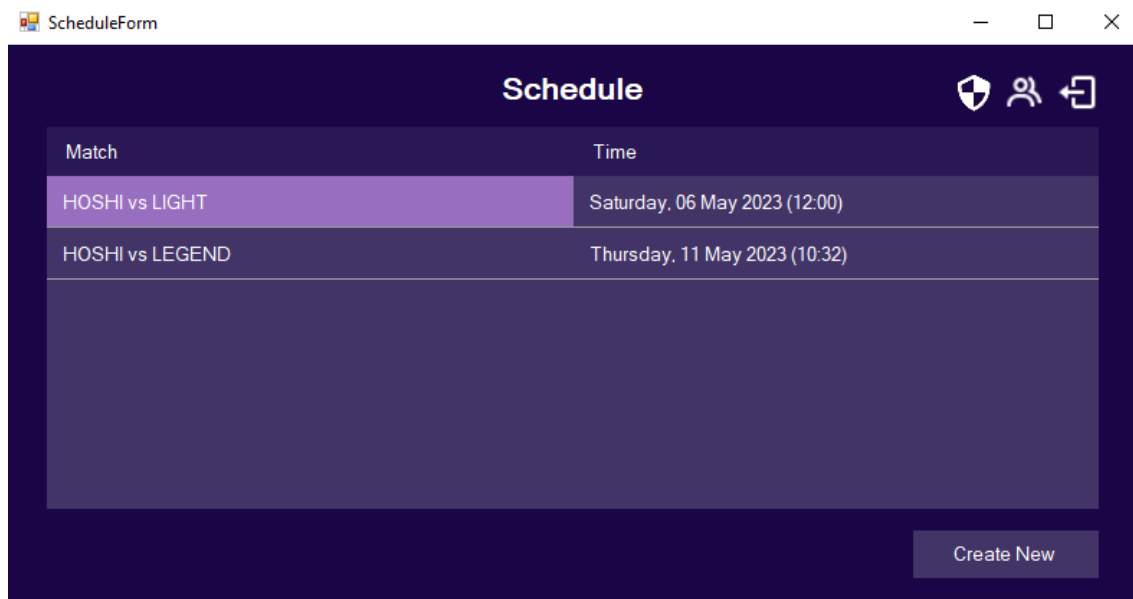 ScheduleForm
Schedule
Match Time
HOSHI vs LIGHT Saturday, 06 May 2023 (12:00)
HOSHI vs LEGEND Thursday, 11 May 2023 (10:32)
Create New